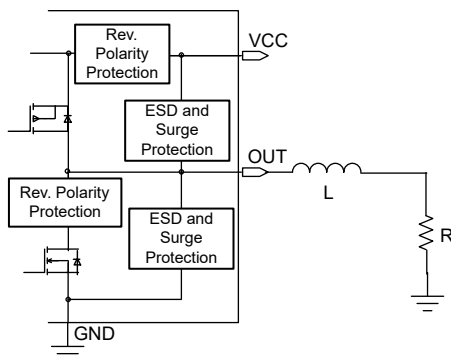 Rev.
Polarity
Protection
VCC
ESD and
Surge
Protection
OUT
L
Rev. Polarity
Protection
ESD and
Surge
Protection
R
GND